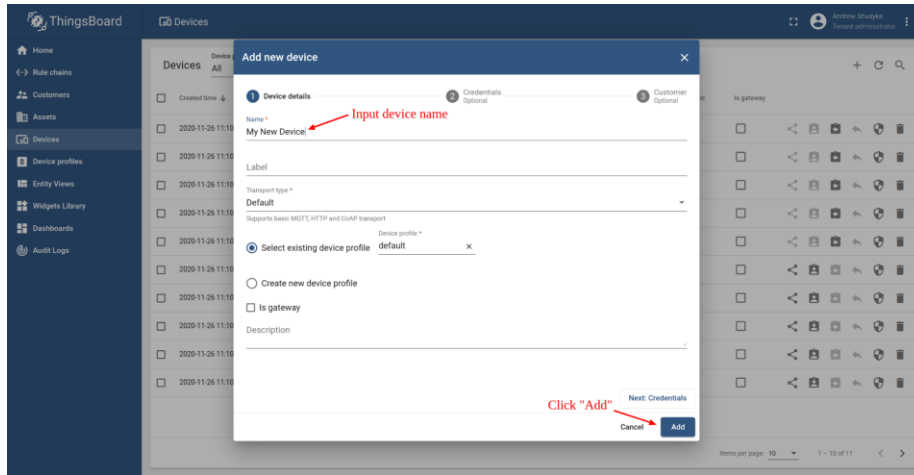 ThingsBoard
Devices
Andrew Shvayka
Tenant administrator
Home
Rule chains
Customers
Assets
Devices
Device profiles
Entity Views
Widgets Library
Dashboards
Audit Logs
Devices
Device
All
Created time
Is gateway
2020-11-26 11:10
2020-11-26 11:10
2020-11-26 11:10
2020-11-26 11:10
2020-11-26 11:10
2020-11-26 11:10
2020-11-26 11:10
2020-11-26 11:10
2020-11-26 11:10
2020-11-26 11:10
Add new device
1 Device details
2 Credentials
Optional
3 Customer
Optional
Input device name
Name *
My New Device
Label
Transport type *
Default
Supports basic MQTT, HTTP and CoAP transport
Device profile *
Select existing device profile default
Create new device profile
Is gateway
Description
Next: Credentials
Click "Add"
Cancel Add
Items per page: 10 1 – 10 of 11